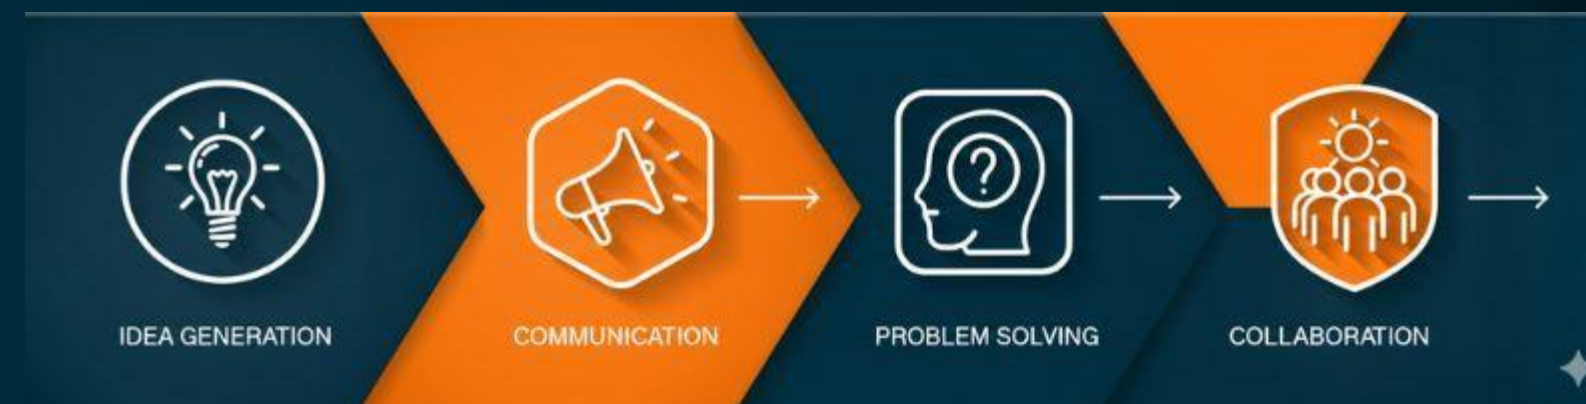 IDEA GENERATION
COMMUNICATION
?
PROBLEM SOLVING
COLLABORATION